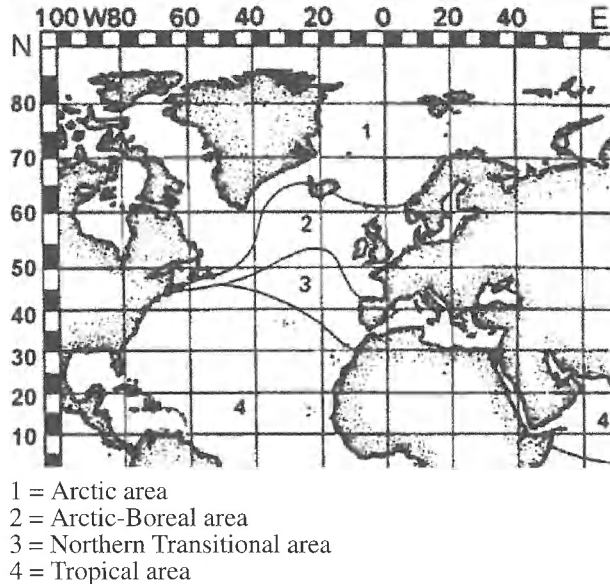 100 W80 60 40 20 0 20 40 E
N
80
1
70
60
2
50
3
40
30
20
4
4
10
1 = Arctic area
2 = Arctic-Boreal area
3 = Northern Transitional area
4 = Tropical area